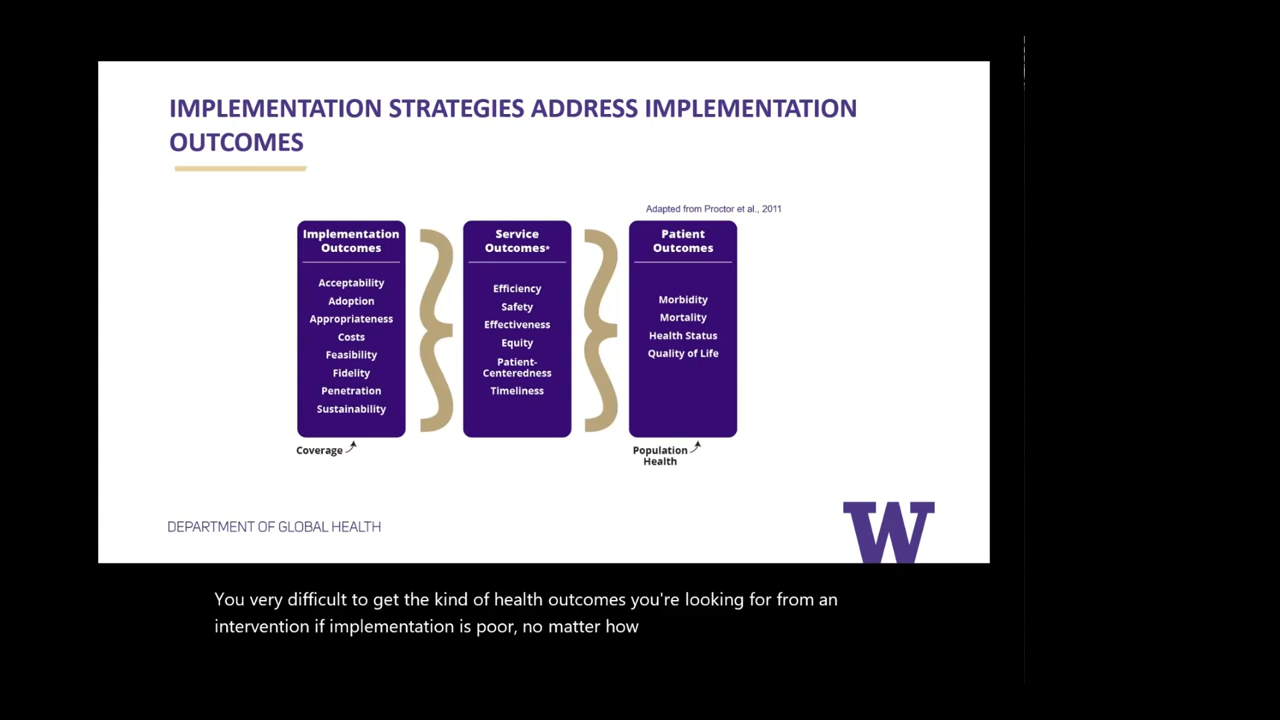 IMPLEMENTATION STRATEGIES ADDRESS IMPLEMENTATION
OUTCOMES
Adapted from Proctor et al., 2011
Implementation
Outcomes
Acceptability
Adoption
Appropriateness
Costs
Feasibility
Fidelity
Penetration
Sustainability
Coverage
Service
Outcomes*
Efficiency
Safety
Effectiveness
Equity
Patient-
Centeredness
Timeliness
Patient
Outcomes
Morbidity
Mortality
Health Status
Quality of Life
Population
Health
DEPARTMENT OF GLOBAL HEALTH
W
You very difficult to get the kind of health outcomes you're looking for from an
intervention if implementation is poor, no matter how